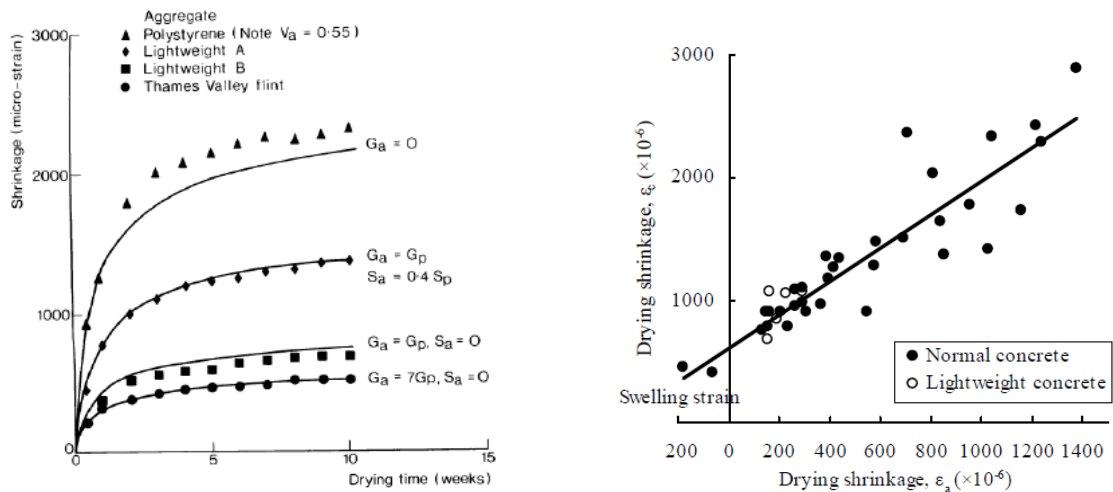 Aggregate
▲ Polystyrene (Note Va = 0·55)
♦ Lightweight A
■ Lightweight B
● Thames Valley flint
Shrinkage (micro-strain)
3000
2000
1000
0
Ga = O
Ga = Gp
Sa = 0·4 Sp
Ga = Gp, Sa = O
Ga = 7Gp, Sa = O
0
5
10
15
Drying time (weeks)
Drying shrinkage, εc (×10-6)
3000
2000
1000
Swelling strain
● Normal concrete
○ Lightweight concrete
200 0 200 400 600 800 1000 1200 1400
Drying shrinkage, εa (×10-6)